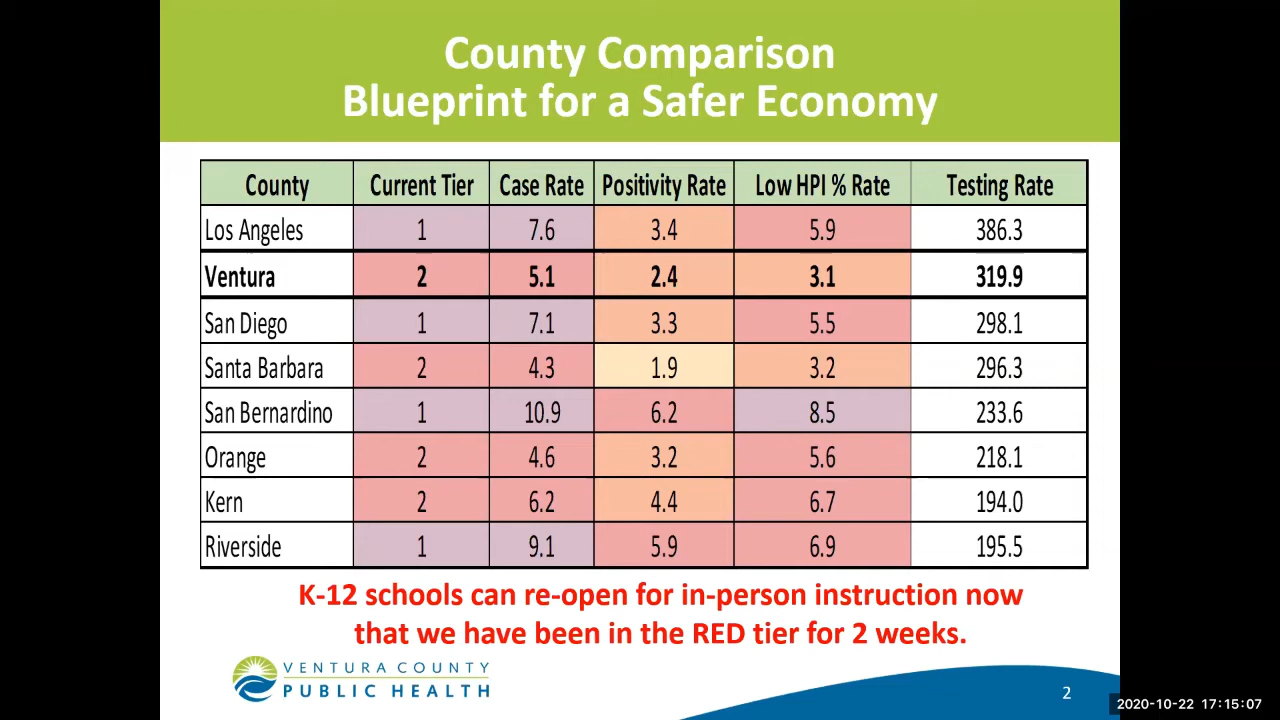 County Comparison
Blueprint for a Safer Economy
County Current Tier Case Rate Positivity Rate Low HPI % Rate Testing Rate
Los Angeles 1 7.6 3.4 5.9 386.3
Ventura 2 5.1 2.4 3.1 319.9
San Diego 1 7.1 3.3 5.5 298.1
Santa Barbara 2 4.3 1.9 3.2 296.3
San Bernardino 1 10.9 6.2 8.5 233.6
Orange 2 4.6 3.2 5.6 218.1
Kern 2 6.2 4.4 6.7 194.0
Riverside 1 9.1 5.9 6.9 195.5
K-12 schools can re-open for in-person instruction now
that we have been in the RED tier for 2 weeks.
VENTURA COUNTY
PUBLIC HEALTH
2
2020-10-22 17:15:07